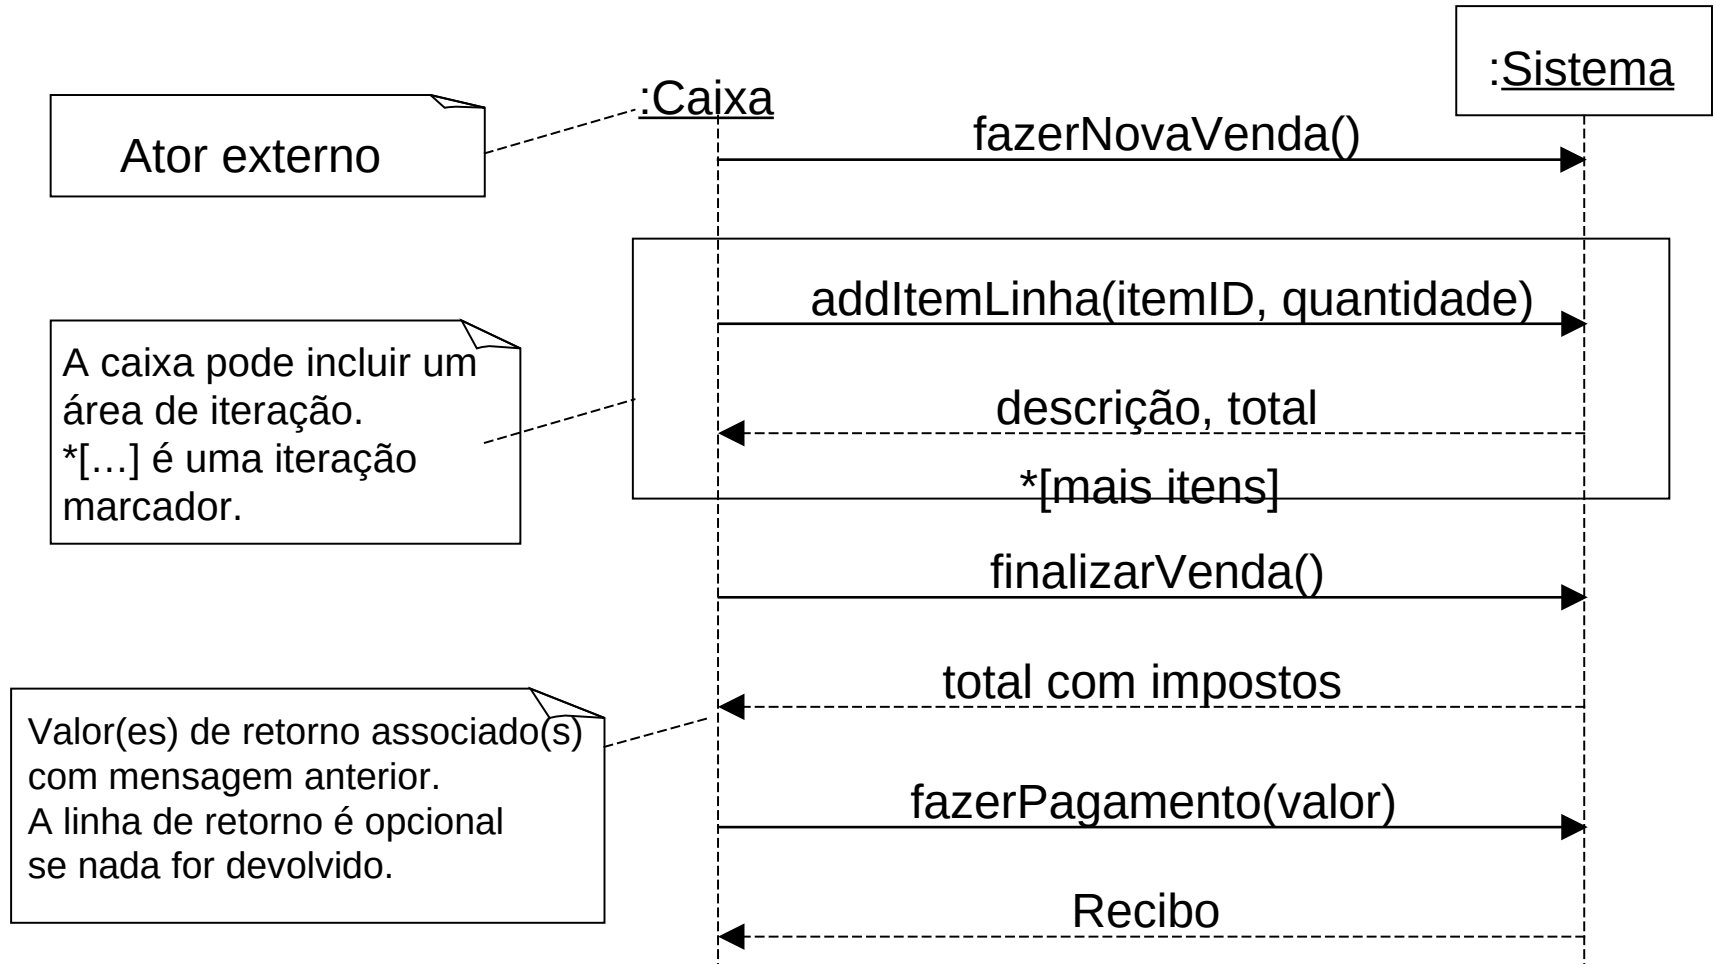 :Sistema
:Caixa
Ator externo
fazerNovaVenda()
addItemLinha(itemID, quantidade)
A caixa pode incluir um
área de iteração.
*[…] é uma iteração
marcador.
descrição, total
*[mais itens]
finalizarVenda()
total com impostos
Valor(es) de retorno associado(s)
com mensagem anterior.
A linha de retorno é opcional
se nada for devolvido.
fazerPagamento(valor)
Recibo